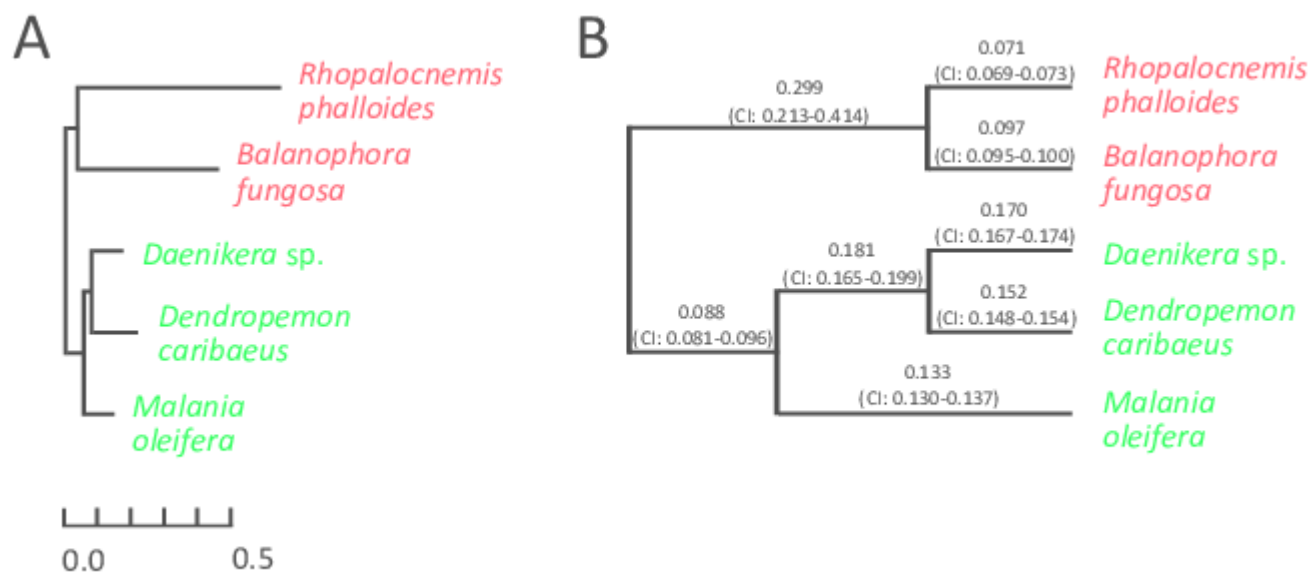 A
Rhopalocnemis
phalloides
Balanophora
fungosa
Daenikera sp.
Dendropemon
caribaeus
Malania
oleifera
0.0
0.5
B
0.071
(CI: 0.069-0.073)
0.299
(CI: 0.213-0.414)
0.097
(CI: 0.095-0.100)
0.170
(CI: 0.167-0.174)
0.181
(CI: 0.165-0.199)
0.152
(CI: 0.148-0.154)
0.088
(CI: 0.081-0.096)
0.133
(CI: 0.130-0.137)
Rhopalocnemis
phalloides
Balanophora
fungosa
Daenikera sp.
Dendropemon
caribaeus
Malania
oleifera